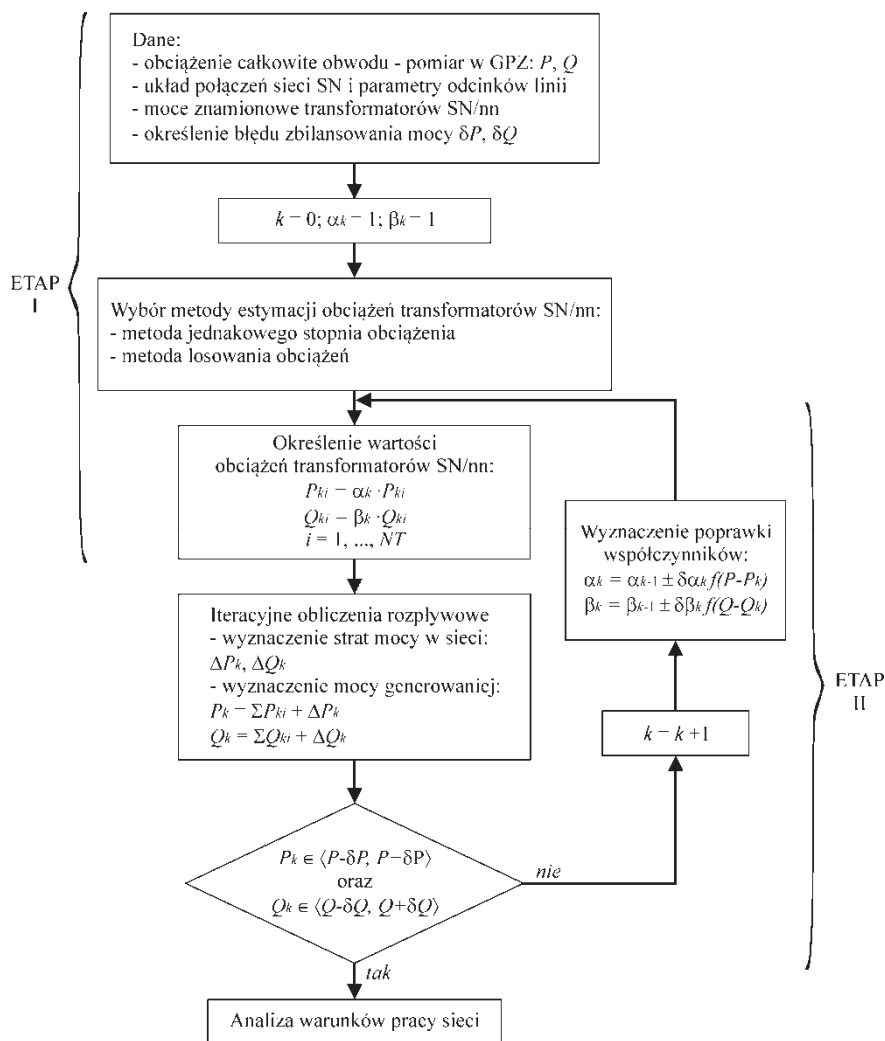 Dane:
- obciążenie całkowite obwodu - pomiar w GPZ: P, Q
- układ połączeń sieci SN i parametry odcinków linii
- moce znamionowe transformatorów SN/nn
- określenie błędu zbilansowania mocy δP, δQ
k = 0; αk = 1; βk = 1
ETAP
I
Wybór metody estymacji obciążeń transformatorów SN/nn:
- metoda jednakowego stopnia obciążenia
- metoda losowania obciążeń
Określenie wartości
obciążeń transformatorów SN/nn:
Pki = αk · Pki
Qki = βk · Qki
i = 1, ..., NT
Wyznaczenie poprawki
współczynników:
αk = αk-1 ± δαk f(P-Pk)
βk = βk-1 ± δβk f(Q-Qk)
Iteracyjne obliczenia rozpływowe
- wyznaczenie strat mocy w sieci:
ΔPk, ΔQk
- wyznaczenie mocy generowaniej:
Pk = ΣPki + ΔPk
Qk = ΣQki + ΔQk
ETAP
II
k = k +1
Pk ∈ ⟨P-δP, P−δP⟩
oraz
Qk ∈ ⟨Q-δQ, Q+δQ⟩
nie
tak
Analiza warunków pracy sieci